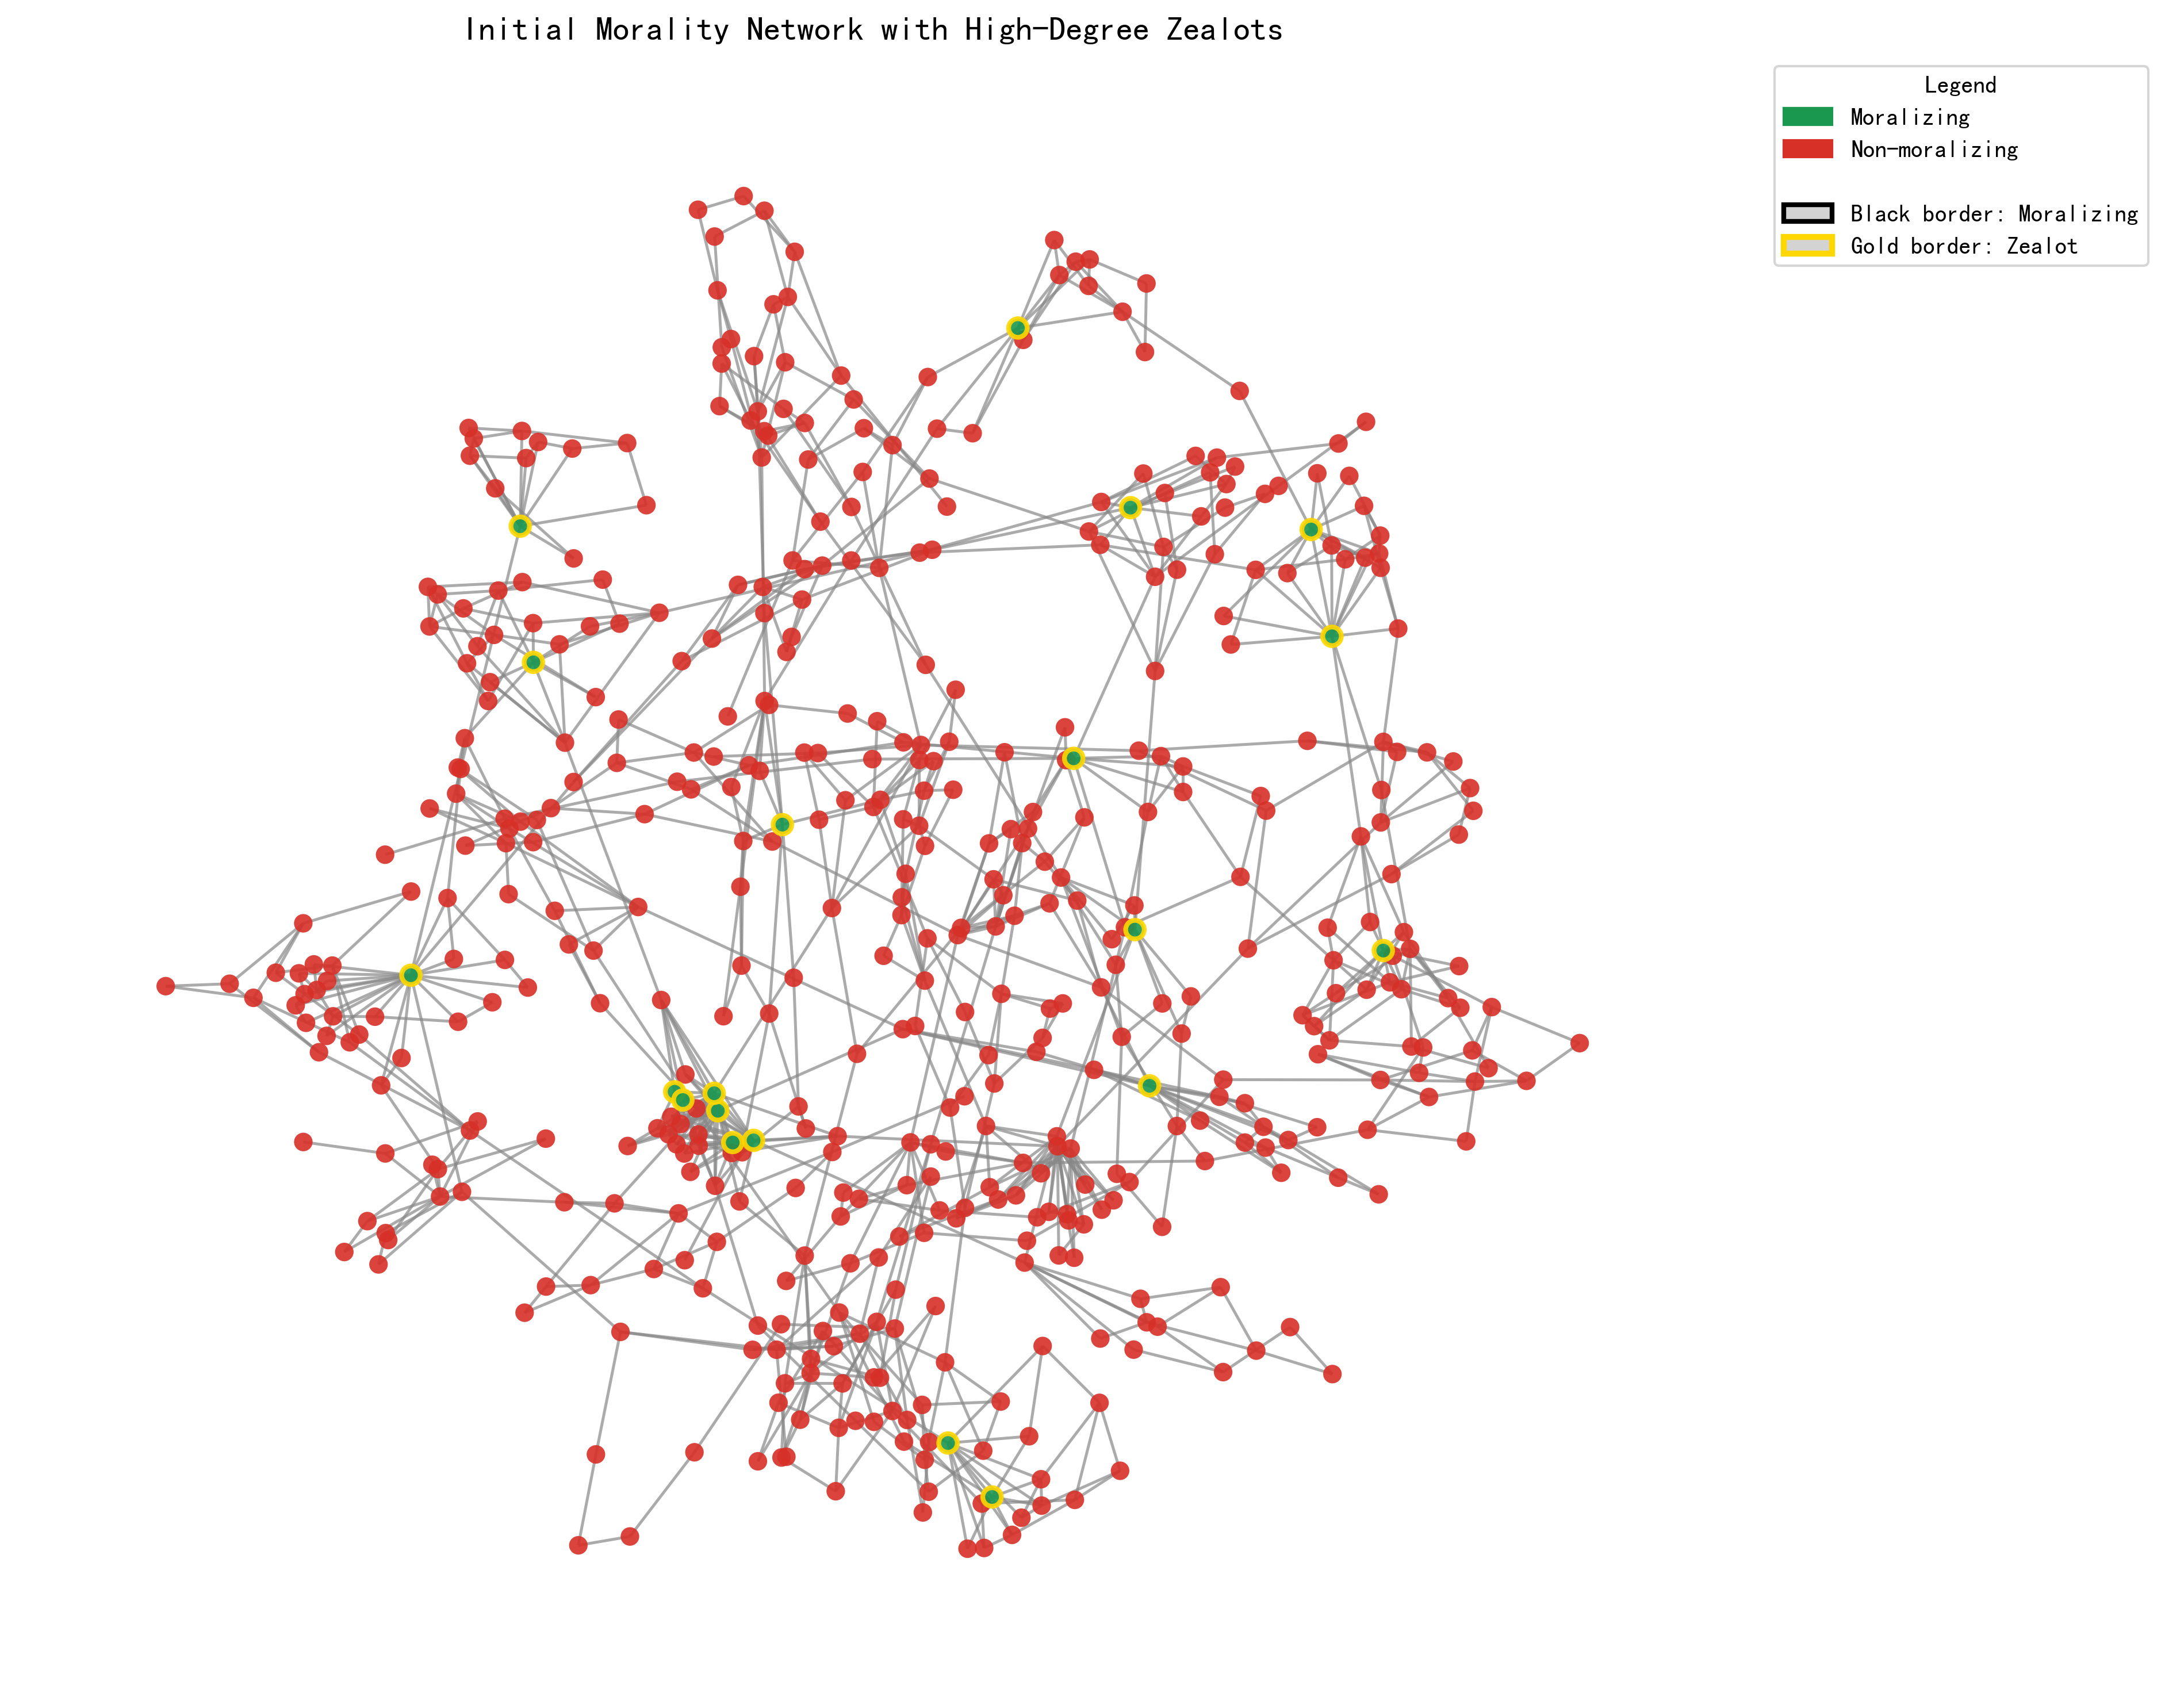 Initial Morality Network with High-Degree Zealots
Legend
Moralizing
Non-moralizing
Black border: Moralizing
Gold border: Zealot